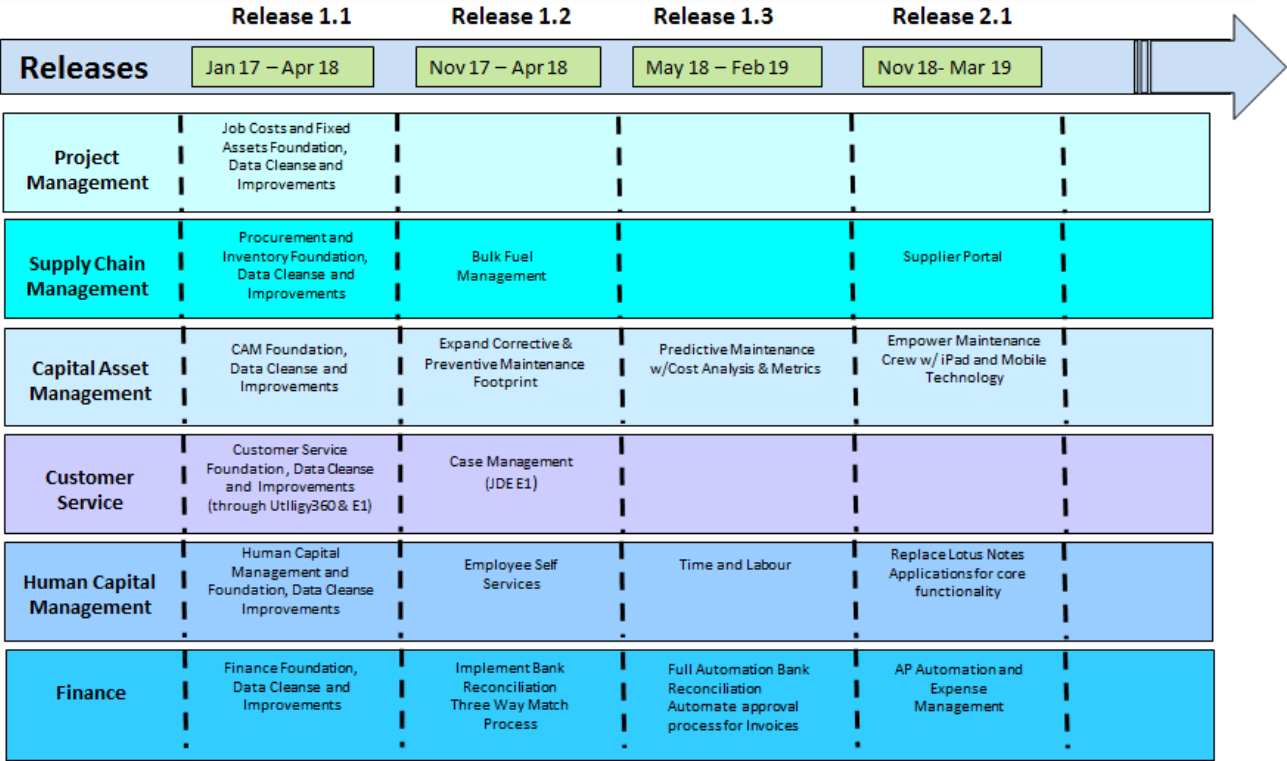 Release 1.1
Release 1.2
Release 1.3
Release 2.1
Releases
Jan 17 – Apr 18
Nov 17 – Apr 18
May 18 – Feb 19
Nov 18- Mar 19
Project
Management
Job Costs and Fixed
Assets Foundation,
Data Cleanse and
Improvements
Supply Chain
Management
Procurement and
Inventory Foundation,
Data Cleanse and
Improvements
Bulk Fuel
Management
Supplier Portal
Capital Asset
Management
CAM Foundation,
Data Cleanse and
Improvements
Expand Corrective &
Preventive Maintenance
Footprint
Predictive Maintenance
w/Cost Analysis & Metrics
Empower Maintenance
Crew w/ iPad and Mobile
Technology
Customer
Service
Customer Service
Foundation , Data Cleanse
and Improvements
(through Utlligy360 & E1)
Case Management
(JDE E1)
Human Capital
Management
Human Capital
Management and
Foundation, Data Cleanse
Improvements
Employee Self
Services
Time and Labour
Replace Lotus Notes
Applications for core
functionality
Finance
Finance Foundation,
Data Cleanse and
Improvements
Implement Bank
Reconciliation
Three Way Match
Process
Full Automation Bank
Reconciliation
Automate approval
process for Invoices
AP Automation and
Expense
Management